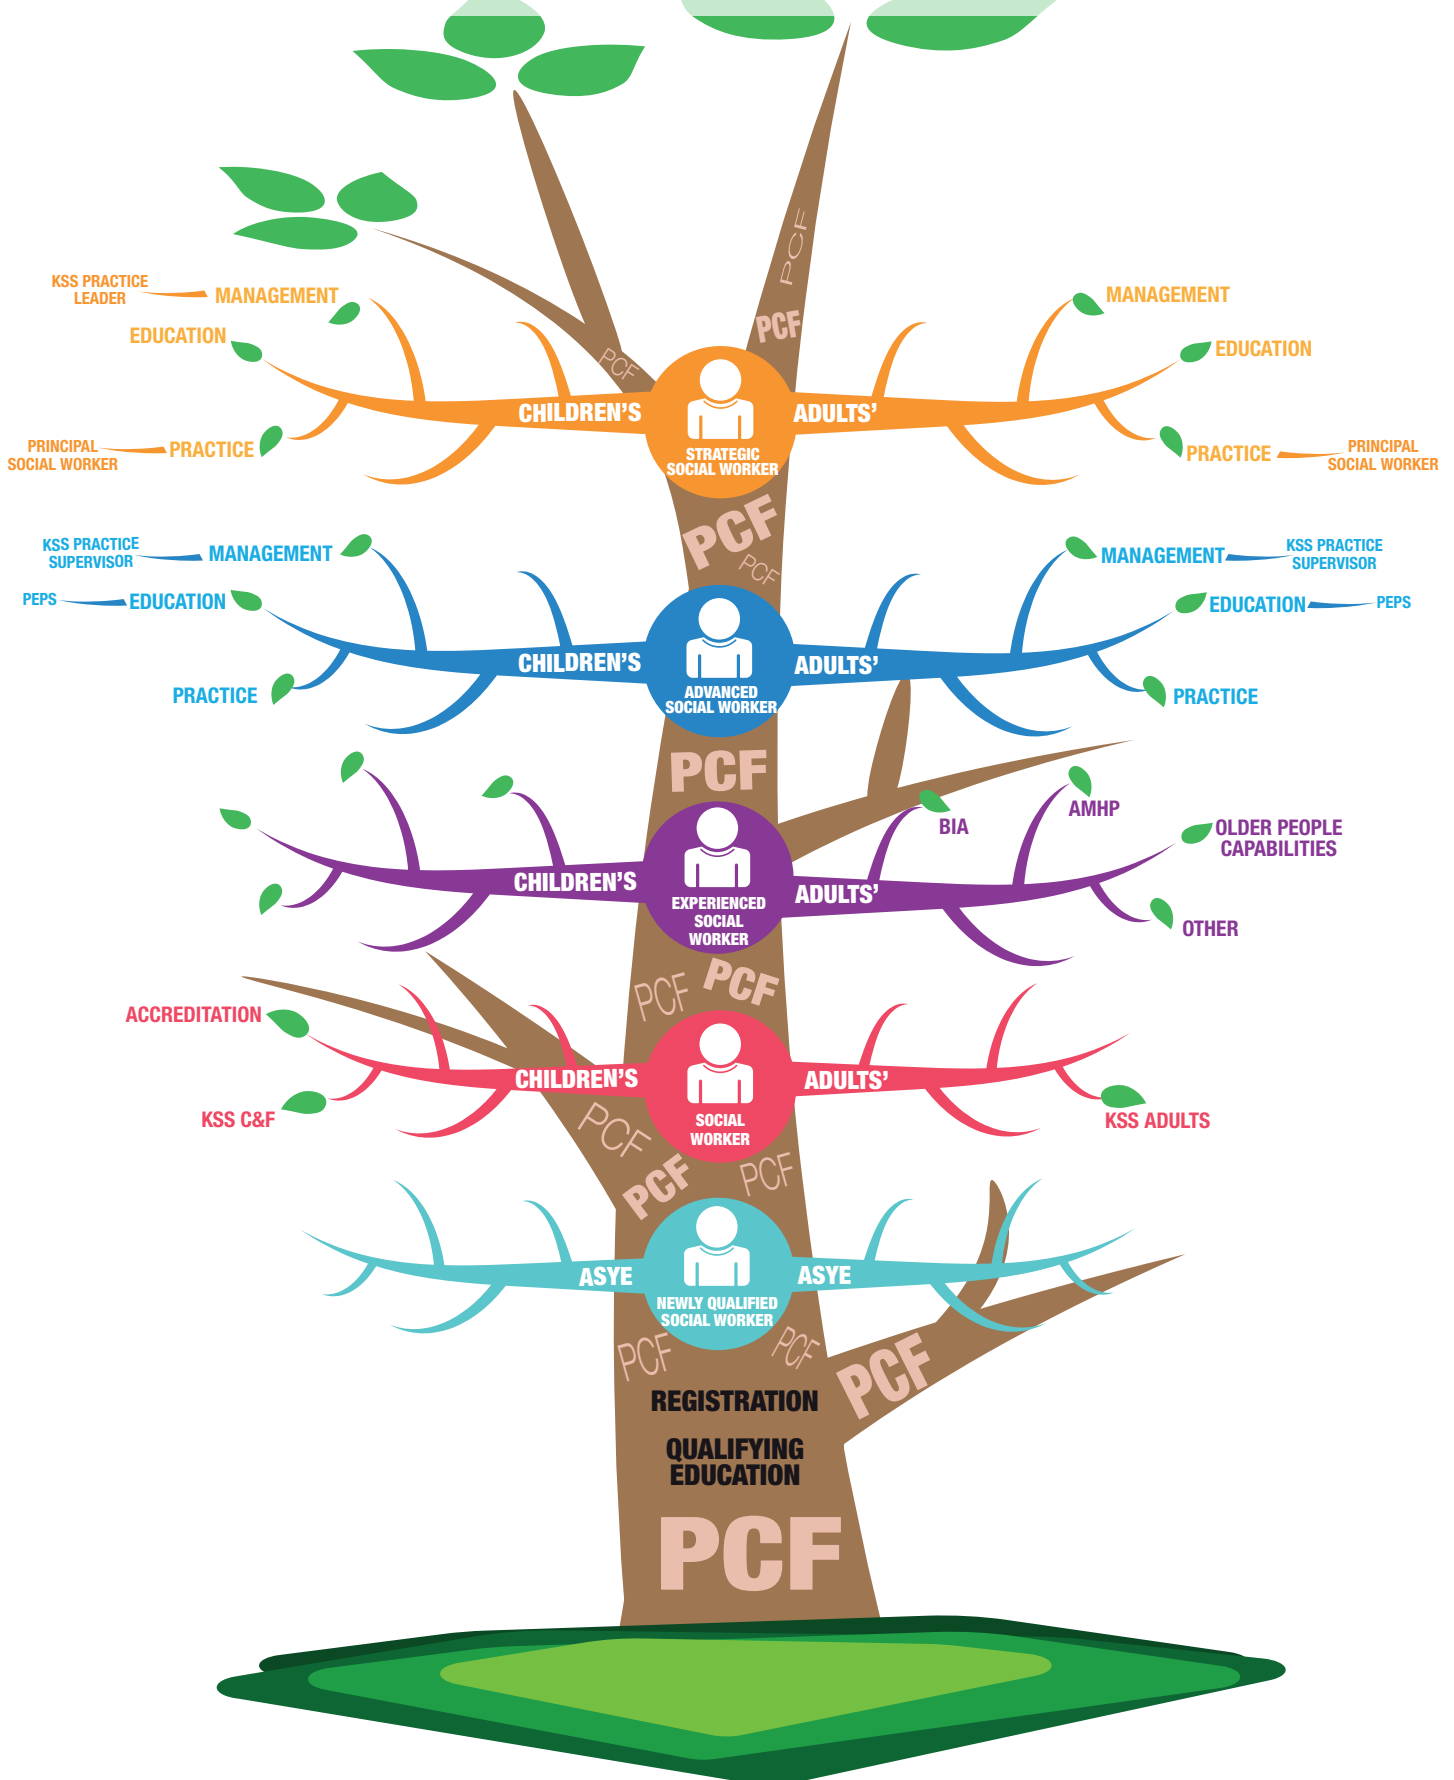 PCF
PCF
PCF
KSS PRACTICE
LEADER
MANAGEMENT
EDUCATION
PRINCIPAL
SOCIAL WORKER
PRACTICE
CHILDREN'S
STRATEGIC
SOCIAL WORKER
ADULTS'
MANAGEMENT
EDUCATION
PRACTICE
PRINCIPAL
SOCIAL WORKER
PCF
PCF
KSS PRACTICE
SUPERVISOR
MANAGEMENT
PEPS
EDUCATION
PRACTICE
CHILDREN'S
ADVANCED
SOCIAL WORKER
ADULTS'
MANAGEMENT
KSS PRACTICE
SUPERVISOR
EDUCATION
PEPS
PRACTICE
PCF
CHILDREN'S
EXPERIENCED
SOCIAL
WORKER
ADULTS'
BIA
AMHP
OLDER PEOPLE
CAPABILITIES
OTHER
PCF
PCF
ACCREDITATION
KSS C&F
CHILDREN'S
SOCIAL
WORKER
ADULTS'
KSS ADULTS
PCF
PCF
PCF
ASYE
NEWLY QUALIFIED
SOCIAL WORKER
ASYE
PCF
PCF
PCF
REGISTRATION
QUALIFYING
EDUCATION
PCF